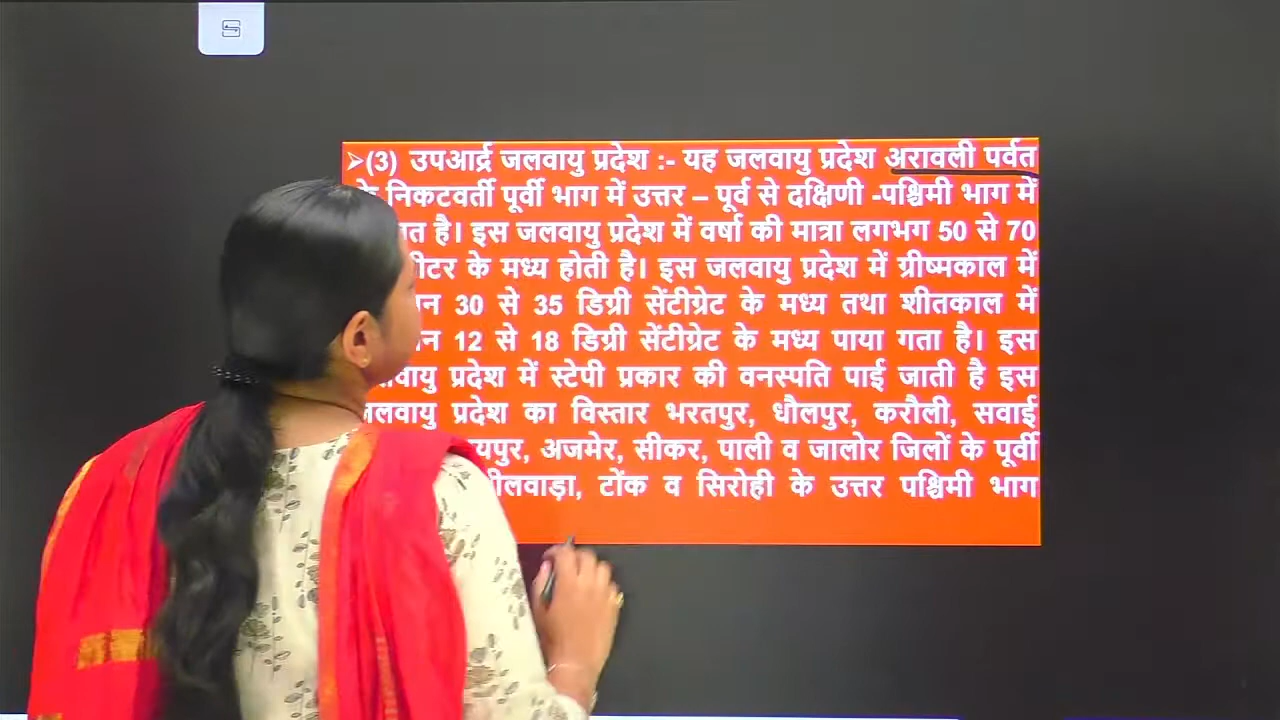 ➢(3) उपआर्द्र जलवायु प्रदेश :- यह जलवायु प्रदेश अरावली पर्वत
निकटवर्ती पूर्वी भाग में उत्तर – पूर्व से दक्षिणी -पश्चिमी भाग में
है। इस जलवायु प्रदेश में वर्षा की मात्रा लगभग 50 से 70
के मध्य होती है। इस जलवायु प्रदेश में ग्रीष्मकाल में
30 से 35 डिग्री सेंटीग्रेट के मध्य तथा शीतकाल में
12 से 18 डिग्री सेंटीग्रेट के मध्य पाया गता है। इस
प्रदेश में स्टेपी प्रकार की वनस्पति पाई जाती है इस
जलवायु प्रदेश का विस्तार भरतपुर, धौलपुर, करौली, सवाई
अजमेर, सीकर, पाली व जालोर जिलों के पूर्वी
टोंक व सिरोही के उत्तर पश्चिमी भाग